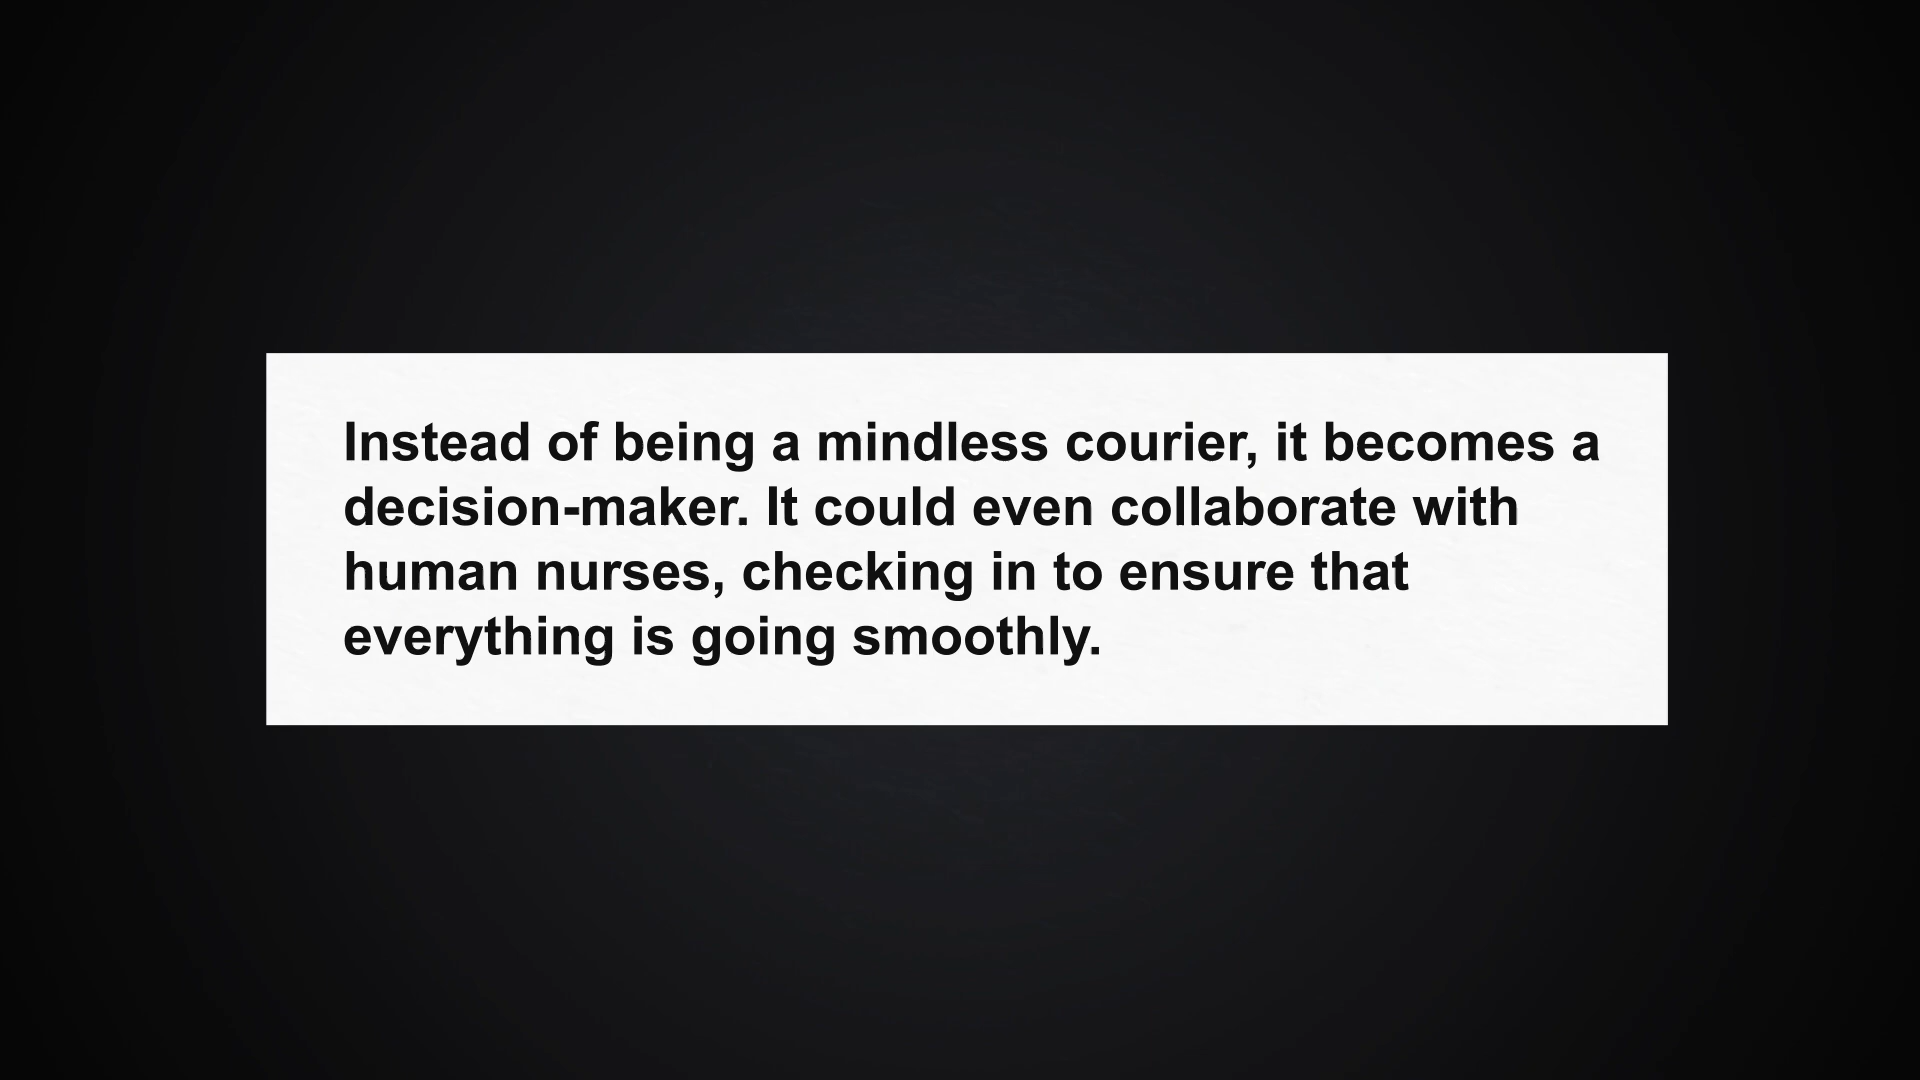 Instead of being a mindless courier, it becomes a
decision-maker. It could even collaborate with
human nurses, checking in to ensure that
everything is going smoothly.